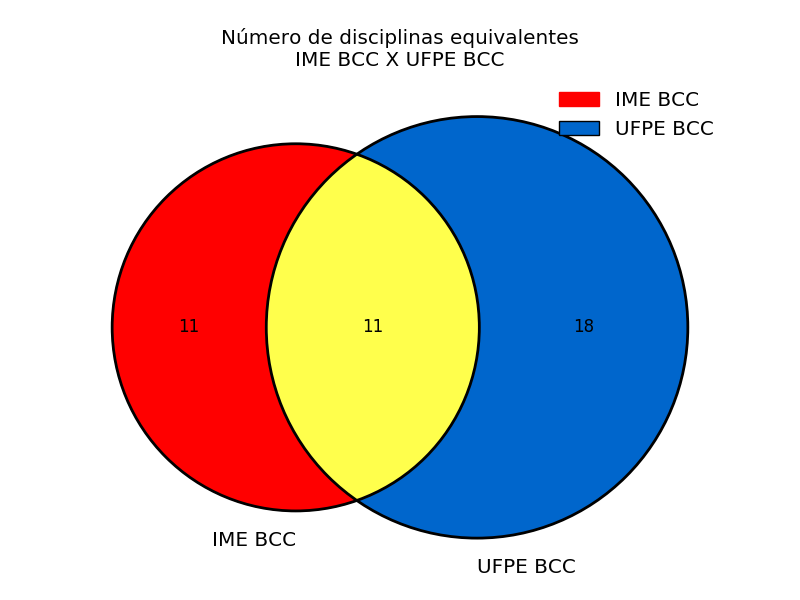 Número de disciplinas equivalentes
IME BCC X UFPE BCC
IME BCC
UFPE BCC
11
11
18
IME BCC
UFPE BCC